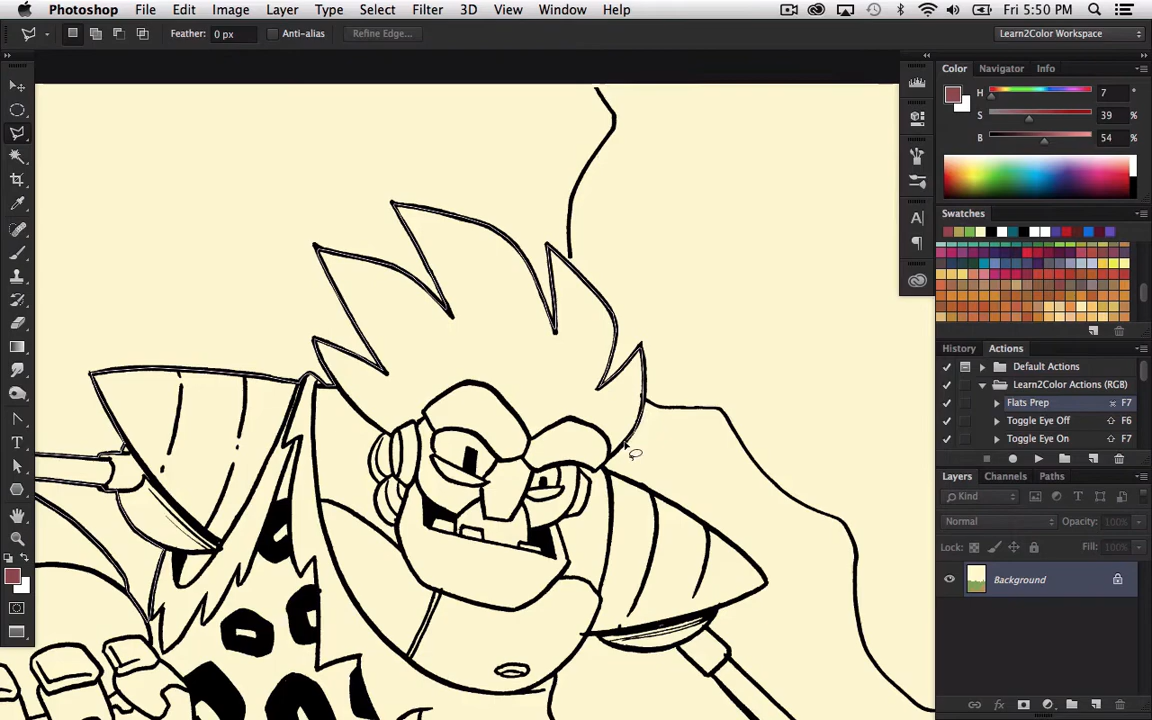 Photoshop File Edit Image Layer Type Select Filter 3D View Window Help Fri 5:50 PM
Feather: 0 px Anti-alias Refine Edge... Learn2Color Workspace
Color Navigator Info
H 7 °
S 39 %
B 54 %
Swatches
History Actions
Default Actions
Learn2Color Actions (RGB)
Flats Prep F7
Toggle Eye Off F6
Toggle Eye On F7
Layers Channels Paths
Kind
Normal Opacity: 100%
Lock: Fill: 100%
Background